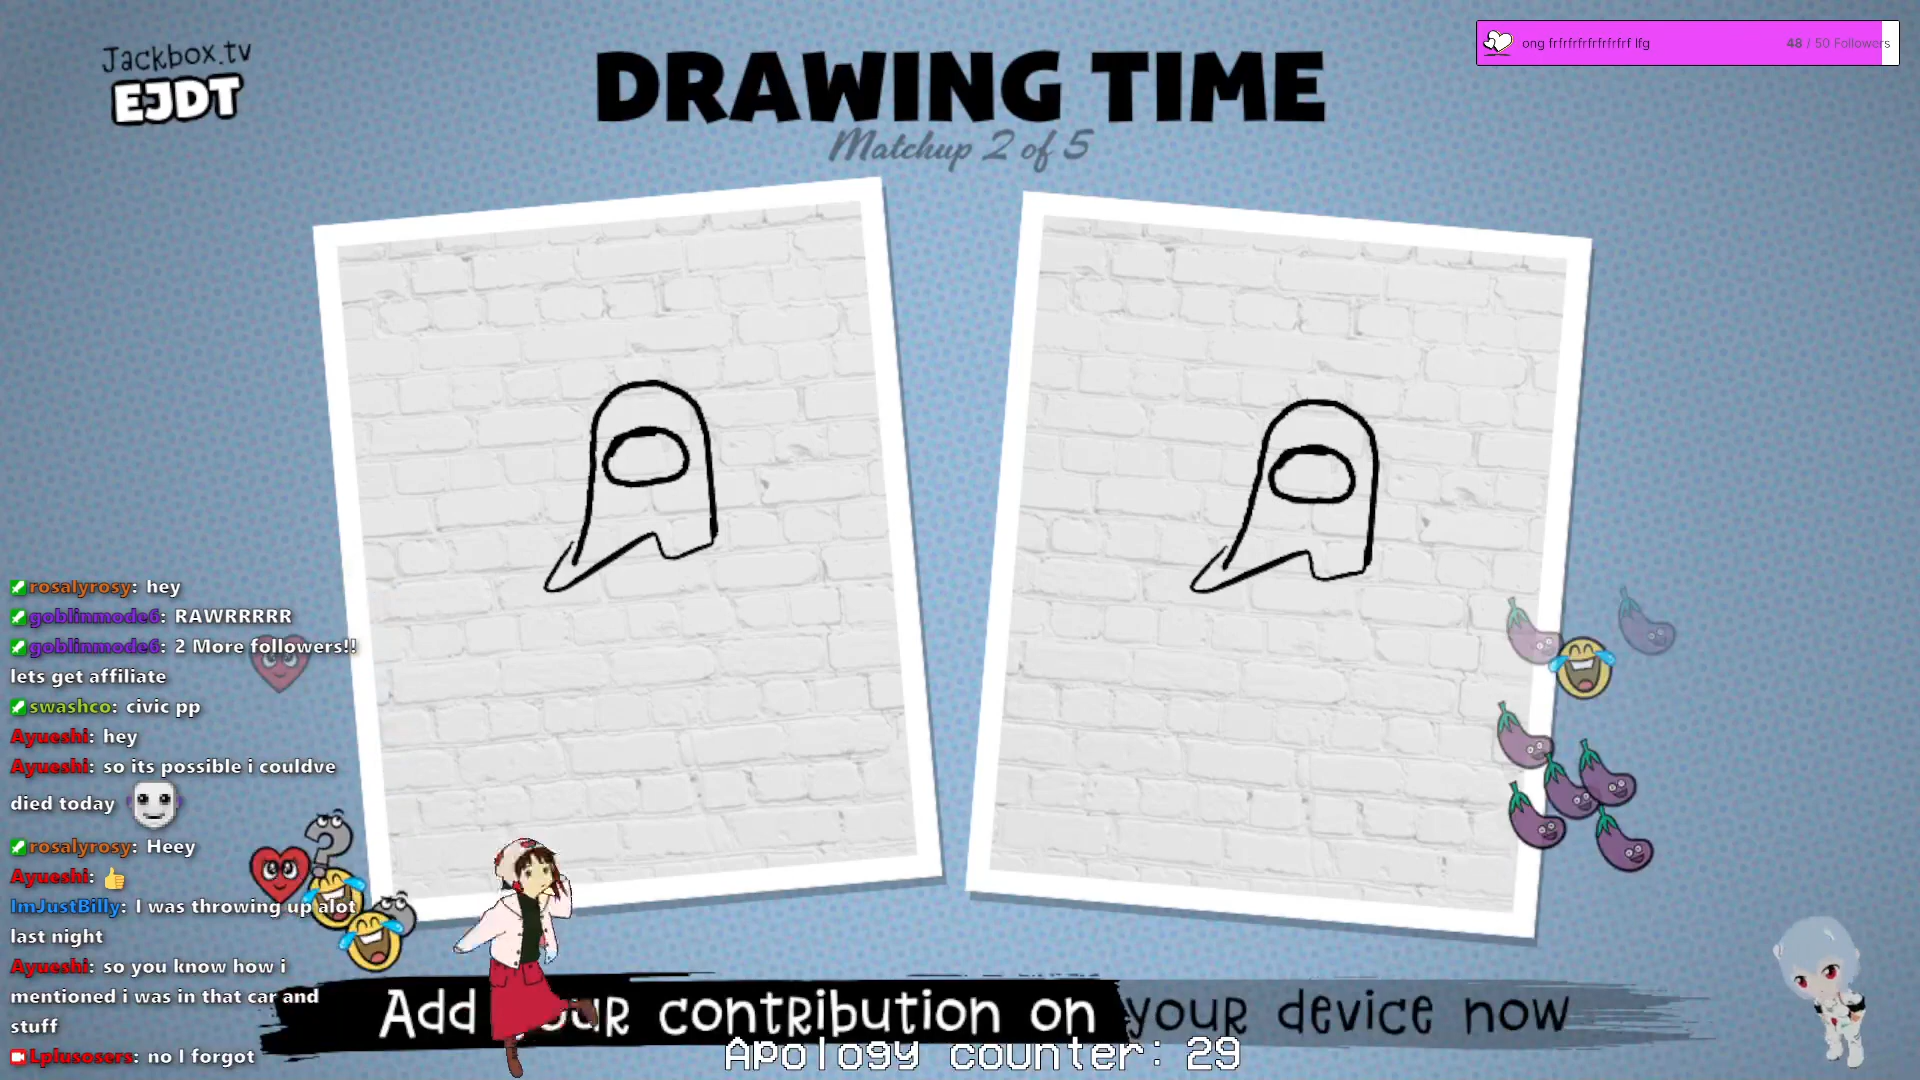 Jackbox.tv
EJDT
DRAWING TIME
Matchup 2 of 5
ong frfrfrfrfrfrfrfrf lfg
48 / 50 Followers
rosalyrosy: hey
goblinmode6: RAWRRRRR
goblinmode6: 2 More followers!!
lets get affiliate
swashco: civic pp
Ayueshi: hey
Ayueshi: so its possible i couldve
died today
rosalyrosy: Heey
Ayueshi: 👍
ImJustBilly: I was throwing up alot
last night
Ayueshi: so you know how i
mentioned i was in that car and
stuff
Lplusosers: no I forgot
Add your contribution on your device now
Apology counter: 29